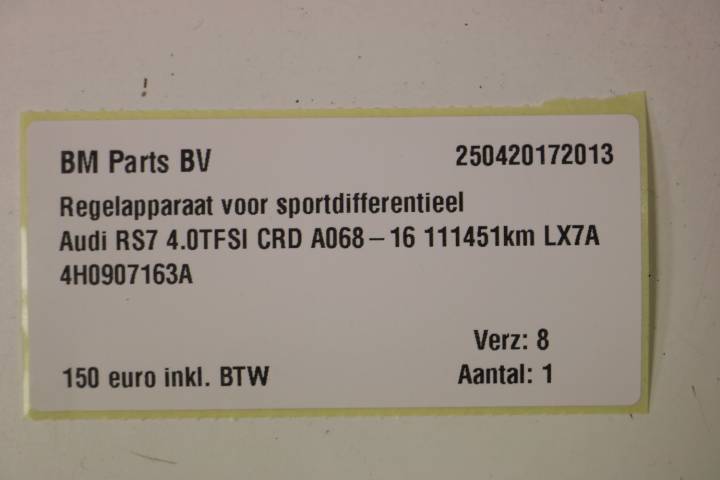 BM Parts BV 250420172013
Regelapparaat voor sportdifferentieel
Audi RS7 4.0TFSI CRD A068-16 111451km LX7A
4H0907163A
Verz: 8
150 euro inkl. BTW Aantal: 1